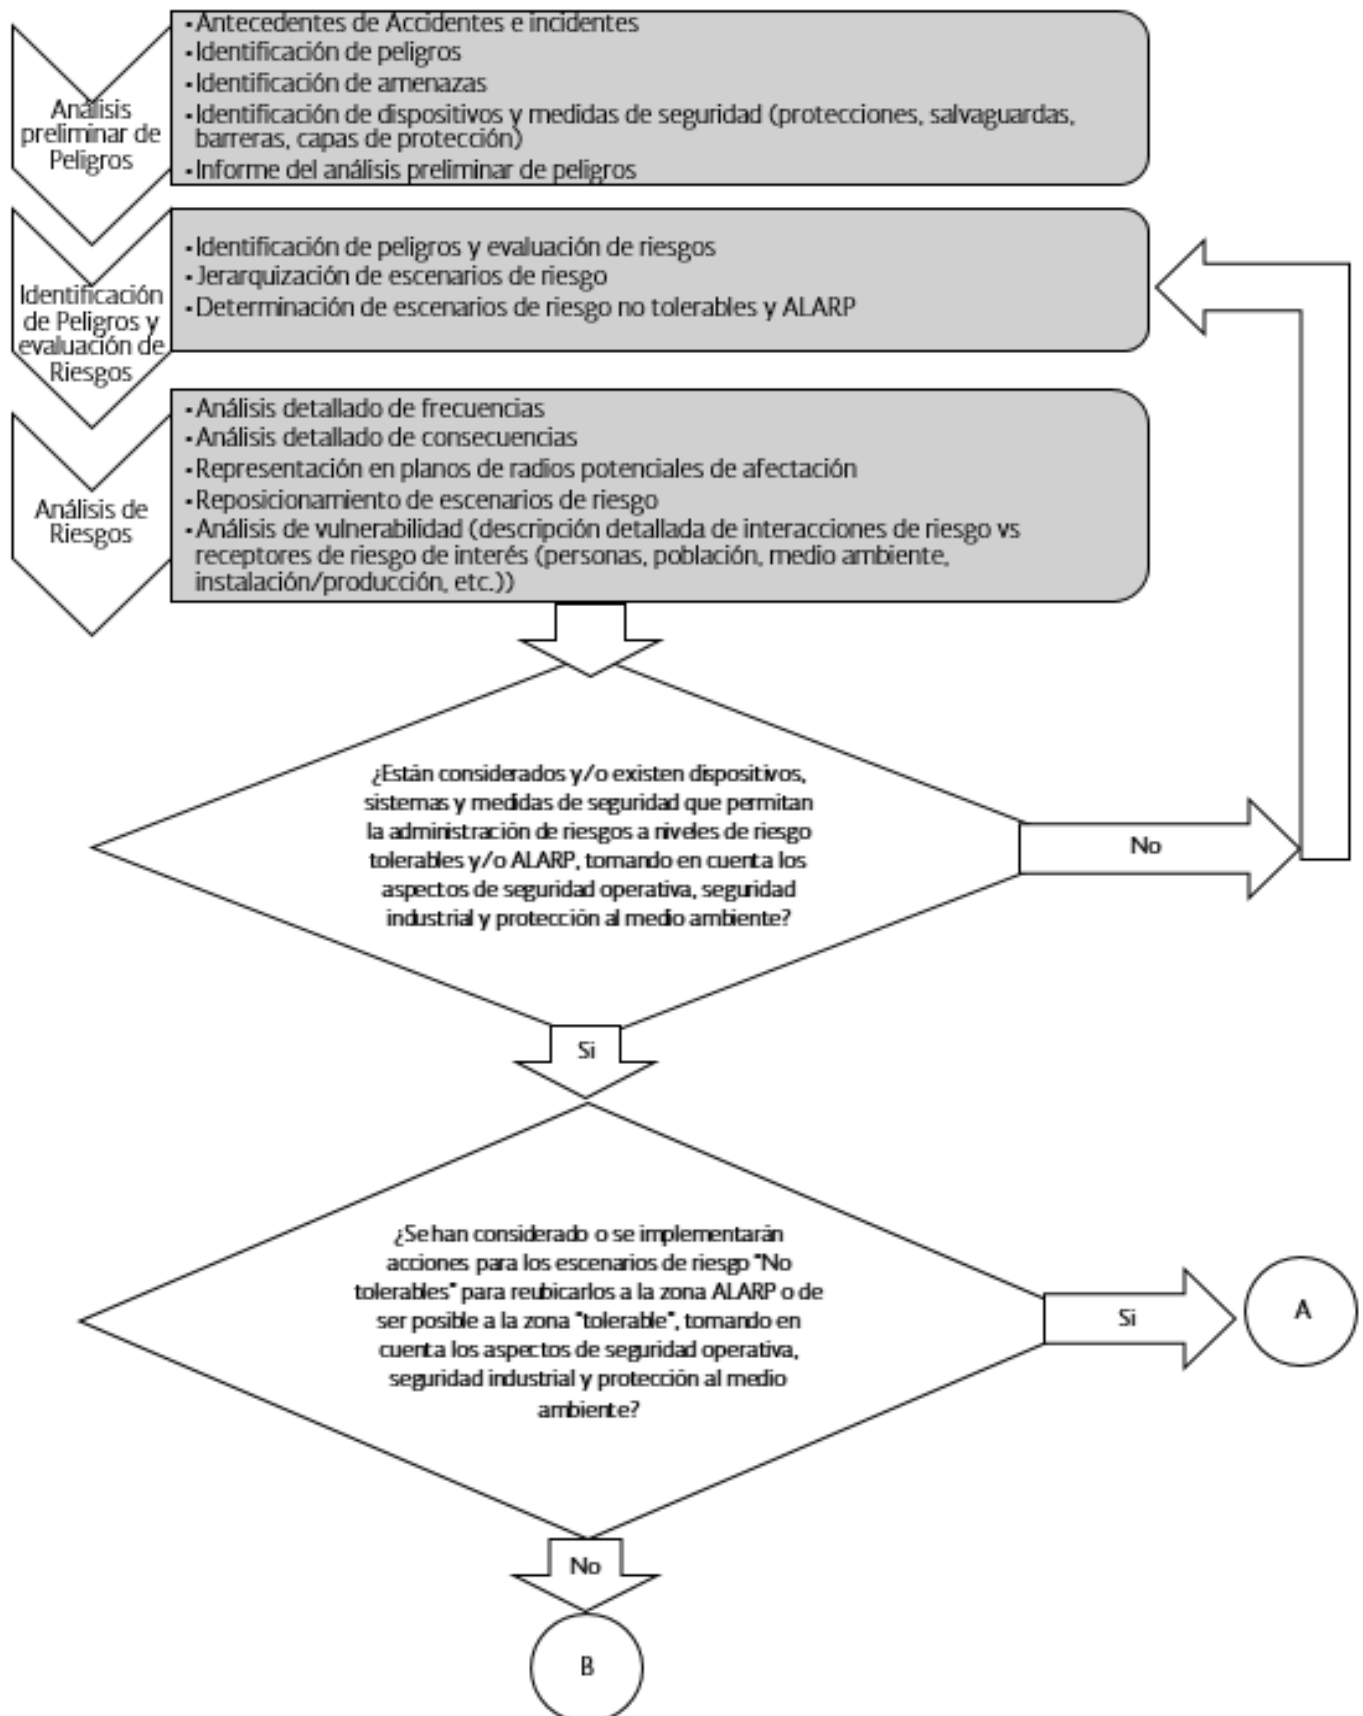 Análisis
preliminar de
Peligros
▪Antecedentes de Accidentes e incidentes
▪Identificación de peligros
▪Identificación de amenazas
▪Identificación de dispositivos y medidas de seguridad (protecciones, salvaguardas,
barreras, capas de protección)
▪Informe del análisis preliminar de peligros
Identificación
de Peligros y
evaluación de
Riesgos
▪Identificación de peligros y evaluación de riesgos
▪Jerarquización de escenarios de riesgo
▪Determinación de escenarios de riesgo no tolerables y ALARP
Análisis de
Riesgos
▪Análisis detallado de frecuencias
▪Análisis detallado de consecuencias
▪Representación en planos de radios potenciales de afectación
▪Reposicionamiento de escenarios de riesgo
▪Análisis de vulnerabilidad (descripción detallada de interacciones de riesgo vs
receptores de riesgo de interés (personas, población, medio ambiente,
instalación/producción, etc.))
¿Están considerados y/o existen dispositivos,
sistemas y medidas de seguridad que permitan
la administración de riesgos a niveles de riesgo
tolerables y/o ALARP, tomando en cuenta los
aspectos de seguridad operativa, seguridad
industrial y protección al medio ambiente?
No
Si
¿Se han considerado o se implementarán
acciones para los escenarios de riesgo "No
tolerables" para reubicarlos a la zona ALARP o de
ser posible a la zona "tolerable", tomando en
cuenta los aspectos de seguridad operativa,
seguridad industrial y protección al medio
ambiente?
Si
A
No
B